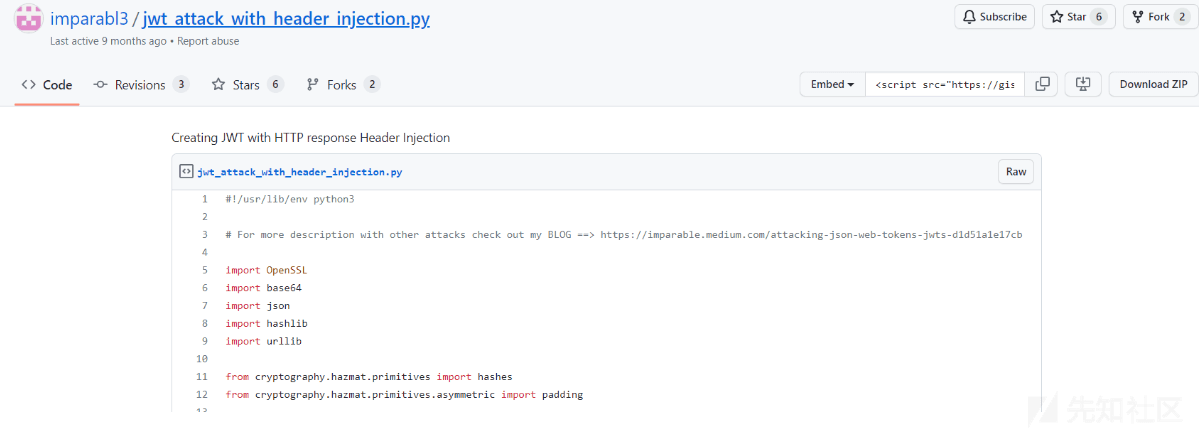 imparabl3 / jwt_attack_with_header_injection.py
Subscribe
Star 6
Fork 2
Last active 9 months ago • Report abuse
Code
Revisions 3
Stars 6
Forks 2
Embed
<script src="https://gis
Download ZIP
Creating JWT with HTTP response Header Injection
jwt_attack_with_header_injection.py
Raw
1 #!/usr/lib/env python3
2
3 # For more description with other attacks check out my BLOG ==> https://imparable.medium.com/attacking-json-web-tokens-jwts-d1d51a1e17cb
4
5 import OpenSSL
6 import base64
7 import json
8 import hashlib
9 import urllib
10
11 from cryptography.hazmat.primitives import hashes
12 from cryptography.hazmat.primitives.asymmetric import padding
13
先知社区